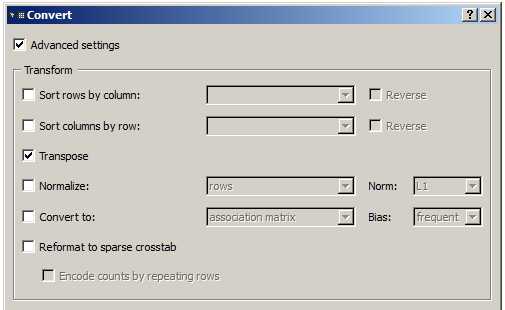 Convert
Advanced settings
Transform
Sort rows by column: Reverse
Sort columns by row: Reverse
Transpose
Normalize: rows Norm: L1
Convert to: association matrix Bias: frequent
Reformat to sparse crosstab
Encode counts by repeating rows